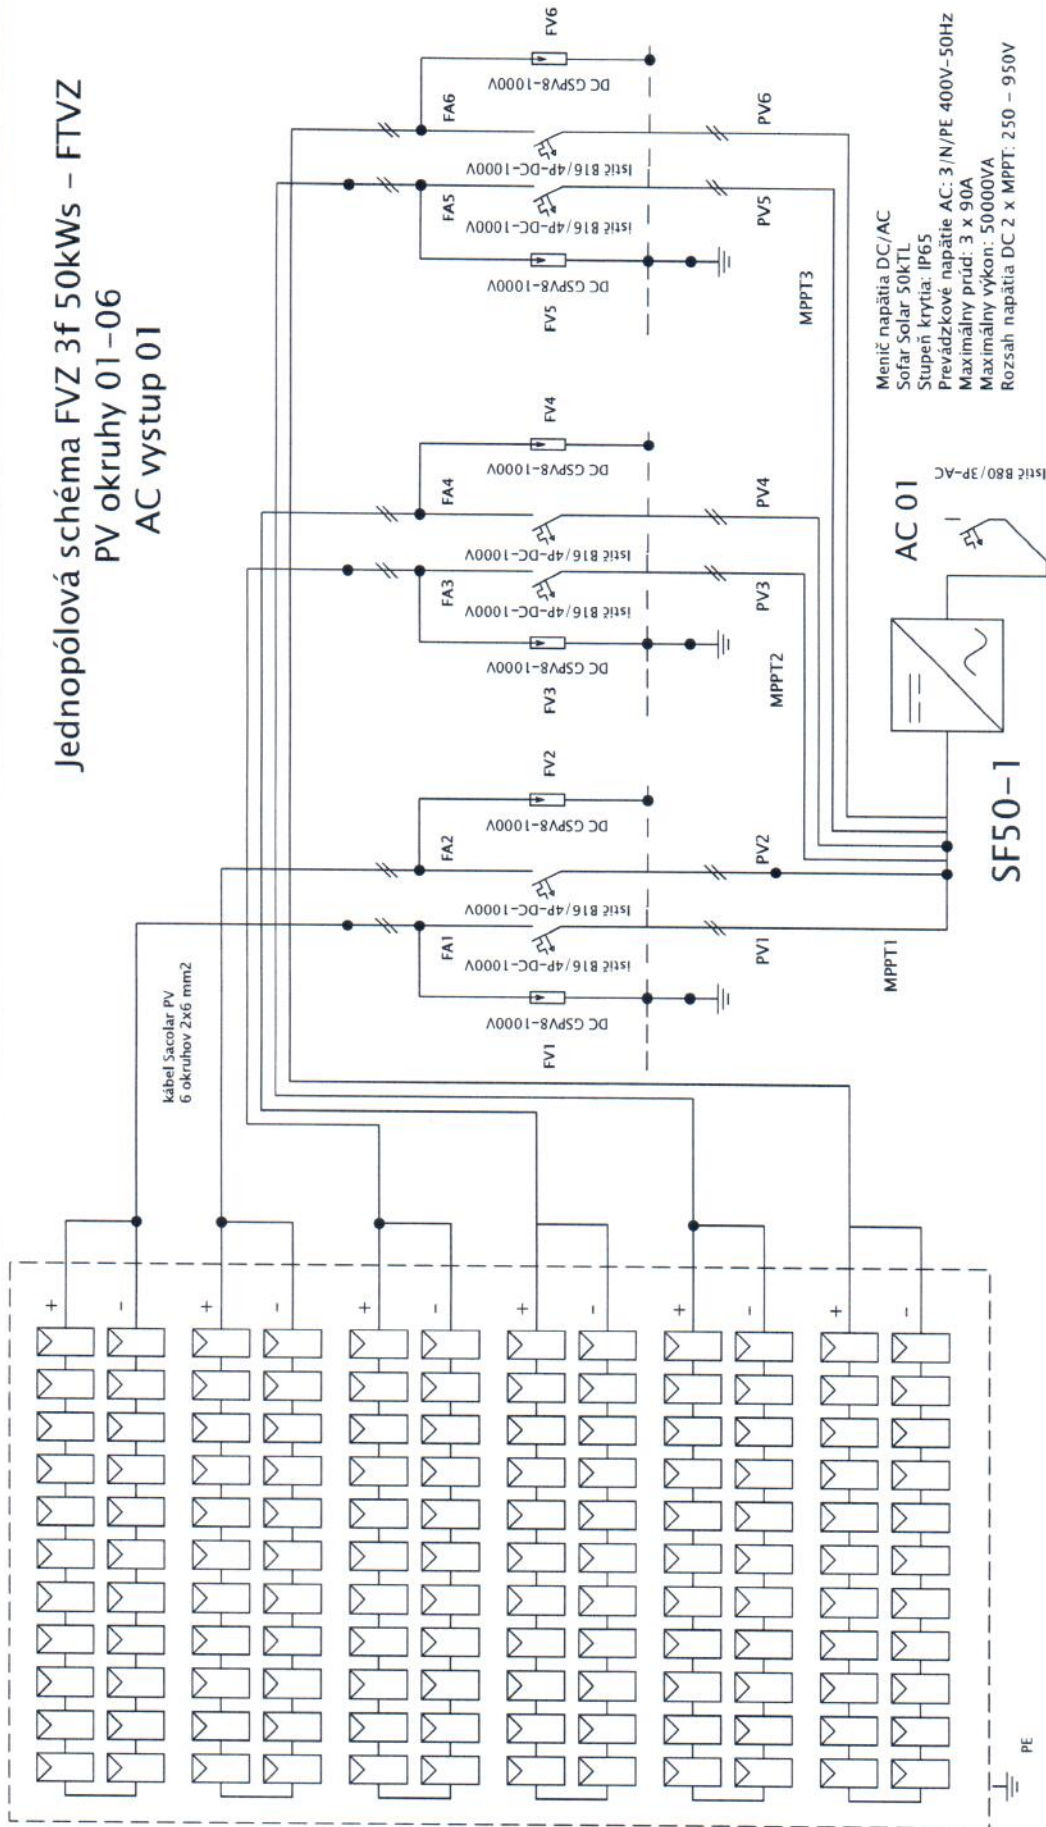 Jednopólová schéma FVZ 3f 50kWs – FTVZ
PV okruhy 01–06
AC vystup 01
kábel Sacolar PV
6 okruhov 2x6 mm2
+
-
+
-
+
-
+
-
+
-
+
-
PE
FV1
DC GSPV8-1000V
FA1
istič B16/4P-DC-1000V
PV1
FA2
Istič B16/4P-DC-1000V
PV2
FV2
DC GSPV8-1000V
MPPT1
FV3
DC GSPV8-1000V
FA3
istič B16/4P-DC-1000V
PV3
FA4
Istič B16/4P-DC-1000V
PV4
FV4
DC GSPV8-1000V
MPPT2
FV5
DC GSPV8-1000V
FA5
istič B16/4P-DC-1000V
PV5
FA6
Istič B16/4P-DC-1000V
PV6
FV6
DC GSPV8-1000V
MPPT3
SF50–1
AC 01
Istič B80/3P-AC
Menič napätia DC/AC
Sofar Solar 50kTL
Stupeň krytia: IP65
Prevádzkové napätie AC: 3/N/PE 400V-50Hz
Maximálny prúd: 3 x 90A
Maximálny výkon: 50000VA
Rozsah napätia DC 2 x MPPT: 250 – 950V